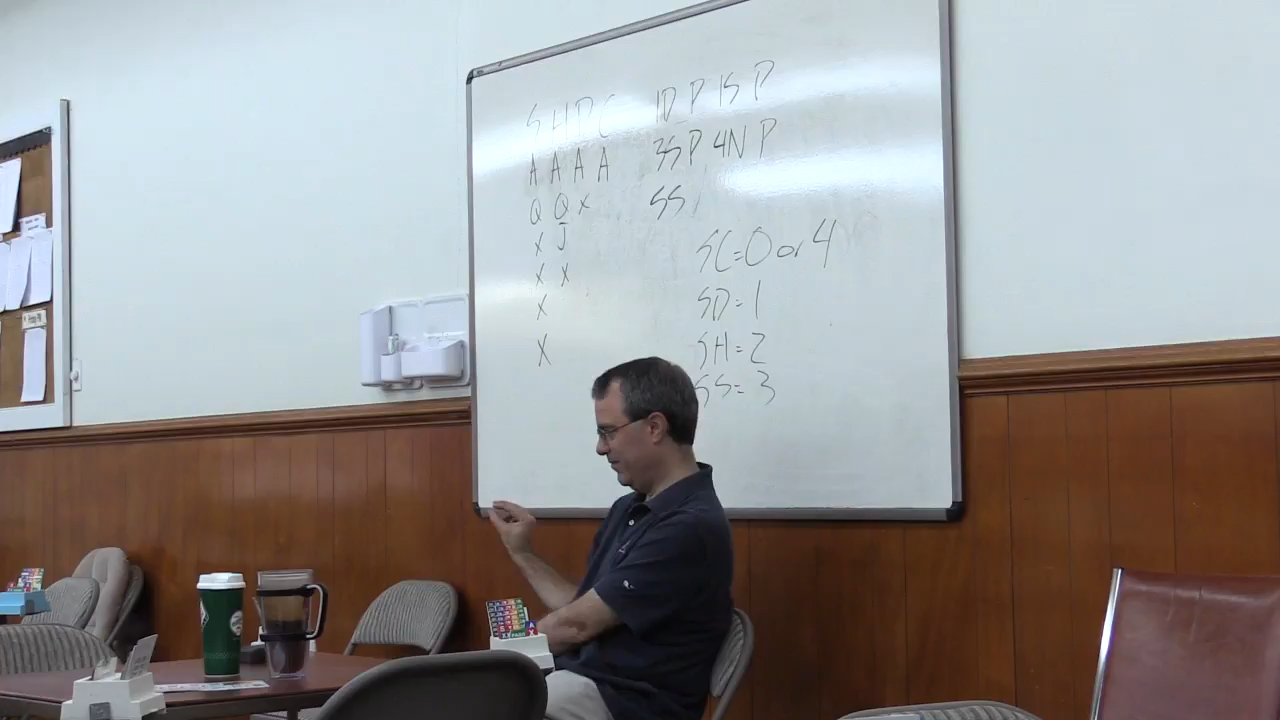 S H D C
A A A A
Q Q X
X J
X X
X
X
1D P 1S P
3S P 4N P
5S
5C = 0 or 4
5D = 1
5H = 2
5S = 3